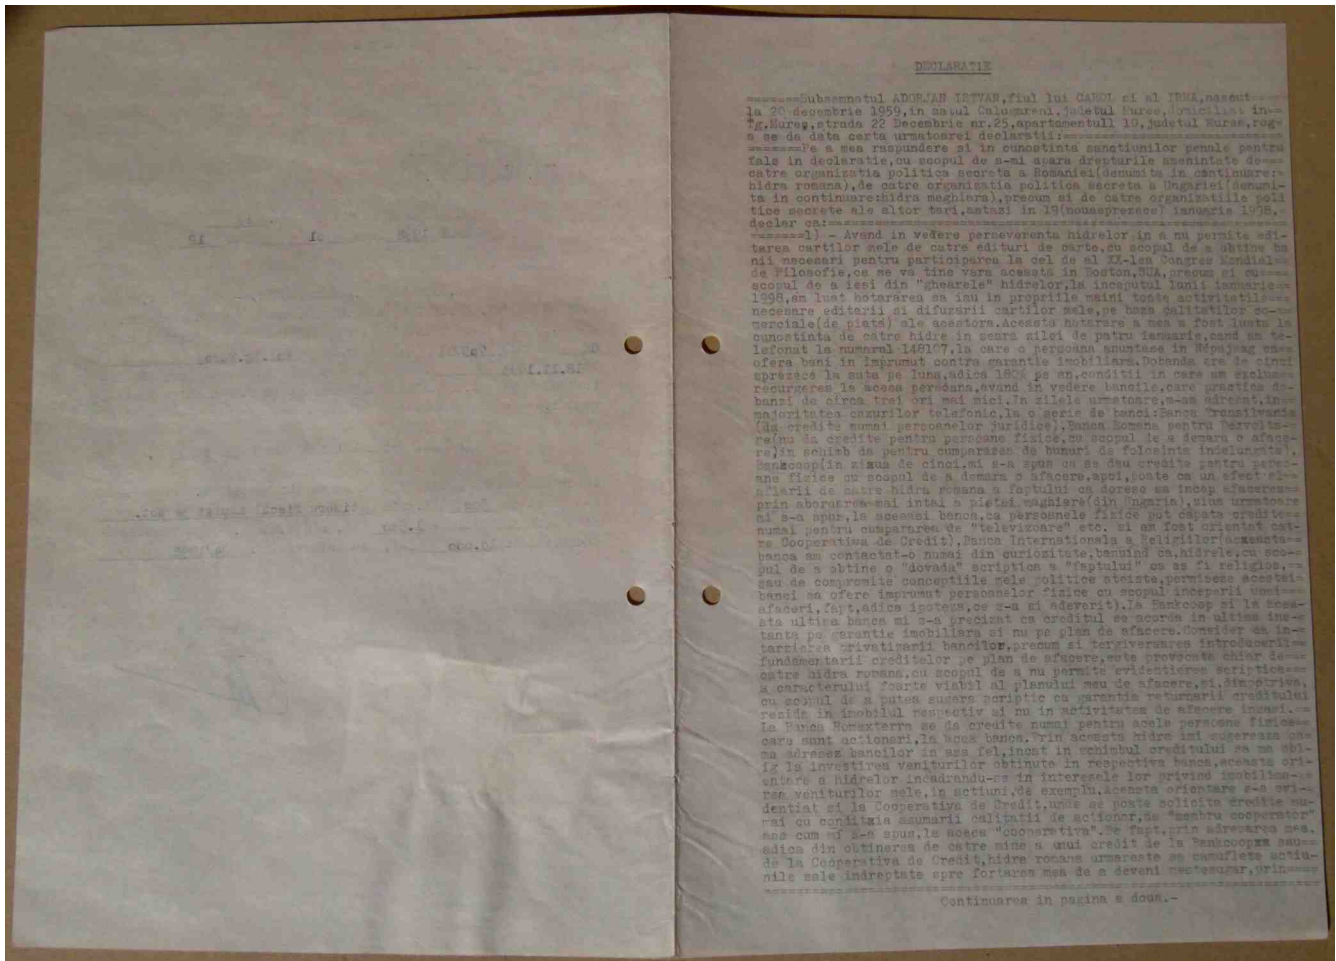 DECLARATIE
=======Subsemnatul ADORJAN ISTVAN,fiul lui CAROL si al IRMA,nascut====
la 20 decembrie 1959,in satul Calugareni,judetul Mures,domiciliat in==
Tg.Mureş,strada 22 Decembrie nr.25,apartamentull 10,judetul Mures,rog=
a se da data certa urmatoarei declaratii:=============================
=======Pe a mea raspundere si in cunostinta sanctiunilor penale pentru
fals in declaratie,cu scopul de a-mi apara drepturile amenintate de===
catre organizatia politica secreta a Romaniei(denumita in continuare:=
hidra romana),de catre organizatia politica secreta a Ungariei(denumi-
ta in continuare:hidra maghiara),precum si de catre organizatiile poli
tice secrete ale altor tari,astazi in 19(nouasprezece) ianuarie 1998,=
declar ca:============================================================
=======1) - Avand in vedere perseverenta hidrelor in a nu permite edi-
tarea cartilor mele de catre edituri de carte,cu scopul de a obtine ba
nii necesari pentru participarea la cel de al XX-lea Congres Mondial==
de Filosofie,ce se va tine vara aceasta in Boston,SUA,precum si cu====
scopul de a iesi din "ghearele" hidrelor,la inceputul lunii ianuarie==
1998,am luat hotararea sa iau in propriile maini toate activitatile===
necesare editarii si difuzarii cartilor mele,pe baza calitatilor co---
merciale(de piata) ale acestora.Aceasta hotarare a mea a fost luata la
cunostinta de catre hidre in seara zilei de patru ianuarie,cand am te-
lefonat la numarul 148107,la care o persoana anuntase in Népujsag ca==
ofera bani in imprumut contra garantie imobiliara.Dobanda era de cinci
sprezece la suta pe luna,adica 180% pe an,conditii in care am exclus==
recurgerea la aceea persoana,avand in vedere bancile,care practica do-
banzi de circa trei ori mai mici.In zilele urmatoare,m-am adresat,in==
majoritatea cazurilor telefonic,la o serie de banci:Banca Transilvania
(da credite numai persoanelor juridice),Banca Romana pentru Dezvolta--
re(nu da credite pentru persoane fizice,cu scopul de a demara o aface-
re,in schimb da pentru cumpararea de bunuri de folosinta indelungata),
Bankcoop(in ziua de cinci,mi s-a spus ca se dau credite pentru perso--
ane fizice cu scopul de a demara o afacere,apoi,poate ca un efect al==
aflarii de catre hidra romana a faptului ca doresc sa incep afacerea==
prin abordarea mai intai a pietei maghiare(din Ungaria),ziua urmatoare
mi s-a spus,la aceeasi banca,ca persoanele fizice pot capata credite==
numai pentru cumpararea de "televizoare" etc. si am fost orientat cat-
re Cooperativa de Credit),Banca Internationala a Religiilor(aceasta===
banca am contactat-o numai din curiozitate,banuind ca,hidrele,cu sco--
pul de a obtine o "dovada" scriptica a "faptului" ca as fi religios,==
sau de compromite conceptiile mele politice ateiste,permisese acestei=
banci sa ofere imprumut persoanelor fizice cu scopul inceperii unei===
afaceri,fapt,adica ipoteza,ce s-a si adeverit).La Bankcoop si la acea-
sta ultima banca mi s-a precizat ca creditul se acorda in ultima ins--
tanta pe garantie imobiliara si nu pe plan de afacere.Consider ca in--
tarzierea privatizarii bancilor,precum si tergiversarea introducerii==
fundamentarii creditelor pe plan de afacere,este provocata chiar de===
catre hidra romana,cu scopul de a nu permite evidentierea scriptica===
a caracterului foarte viabil al planului meu de afacere,si,dimpotriva,
cu scopul de a putea sugera scriptic ca garantia returnarii creditului
rezida in imobilul respectiv si nu in activitatea de afacere insasi.==
La Banca Romexterra se da credite numai pentru acele persoane fizice==
care sunt actionari,la acea banca.Prin aceasta hidra imi sugereaza sa=
ma adresez bancilor in asa fel,incat in schimbul creditului sa ma obl-
ig la investirea veniturilor obtinute in respectiva banca,aceasta ori-
entare a hidrelor incadrandu-se in interesele lor privind imobiliza---
rea veniturilor mele,in actiuni,de exemplu.Aceasta orientare s-a evi--
dentiat si la Cooperativa de Credit,unde se poate solicita credite nu-
mai cu conditia asumarii calitatii de actioner,de "membru cooperator"
asa cum mi s-a spus,la aceea "cooperativa".De fapt,prin adresarea mea,
adica din obtinerea de catre mine a unui credit de la Bankcoop sau====
de la Cooperativa de Credit,hidra romana urmareste sa camufleze actiu-
nile sale indreptate spre fortarea mea de a deveni mestesugar,prin====
======================================================================
Continuarea in pagina a doua.-